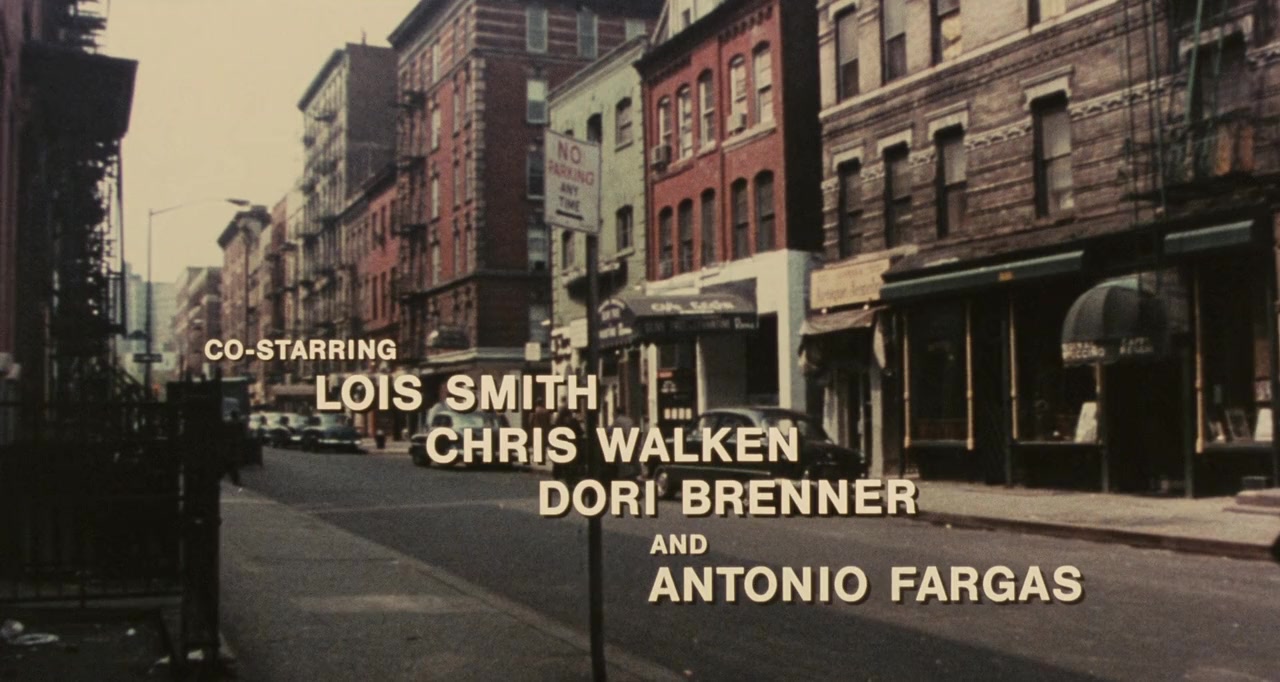 NO
PARKING
ANY
TIME
CO-STARRING
LOIS SMITH
CHRIS WALKEN
DORI BRENNER
AND
ANTONIO FARGAS